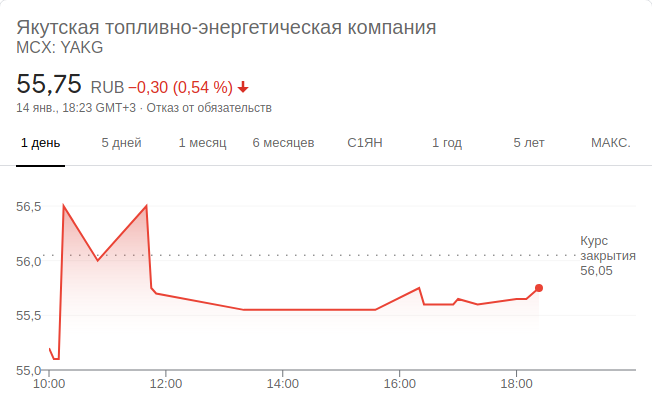 Якутская топливно-энергетическая компания
MCX: YAKG
55,75 RUB −0,30 (0,54 %)
14 янв., 18:23 GMT+3 · Отказ от обязательств
1 день 5 дней 1 месяц 6 месяцев С1ЯН 1 год 5 лет МАКС.
56,5
56,0
55,5
55,0
Курс
закрытия
56,05
10:00 12:00 14:00 16:00 18:00